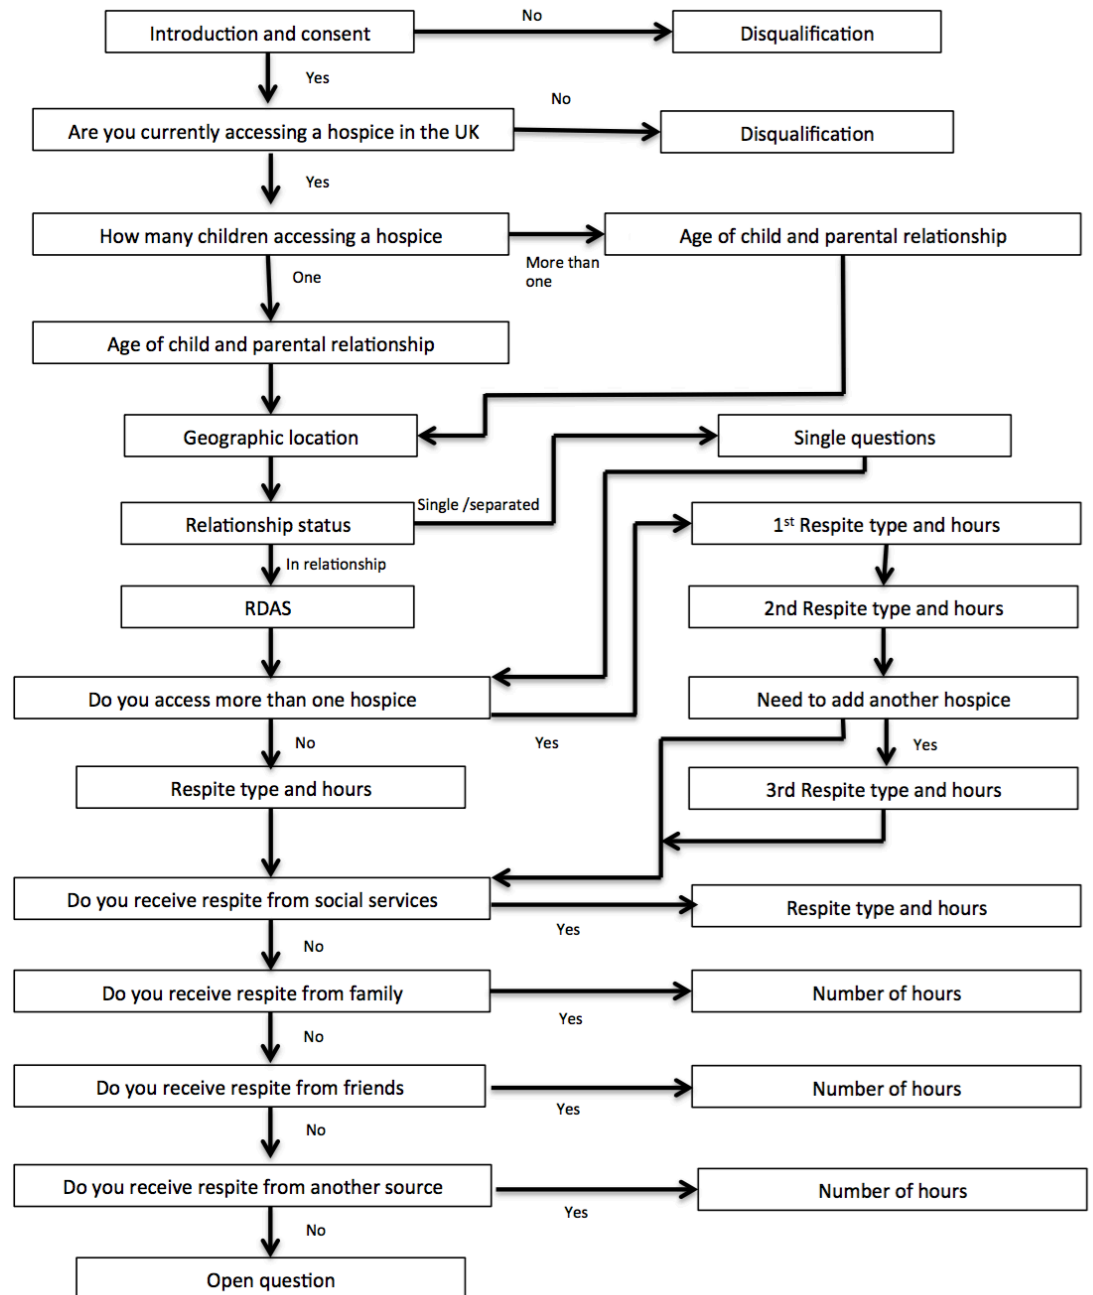 Introduction and consent
No
Disqualification
Yes
Are you currently accessing a hospice in the UK
No
Disqualification
Yes
How many children accessing a hospice
More than
one
Age of child and parental relationship
One
Age of child and parental relationship
Geographic location
Single questions
Relationship status
Single /separated
1st Respite type and hours
In relationship
RDAS
2nd Respite type and hours
Do you access more than one hospice
Need to add another hospice
No
Yes
Yes
Respite type and hours
3rd Respite type and hours
Do you receive respite from social services
Yes
Respite type and hours
No
Do you receive respite from family
Yes
Number of hours
No
Do you receive respite from friends
Yes
Number of hours
No
Do you receive respite from another source
Yes
Number of hours
No
Open question